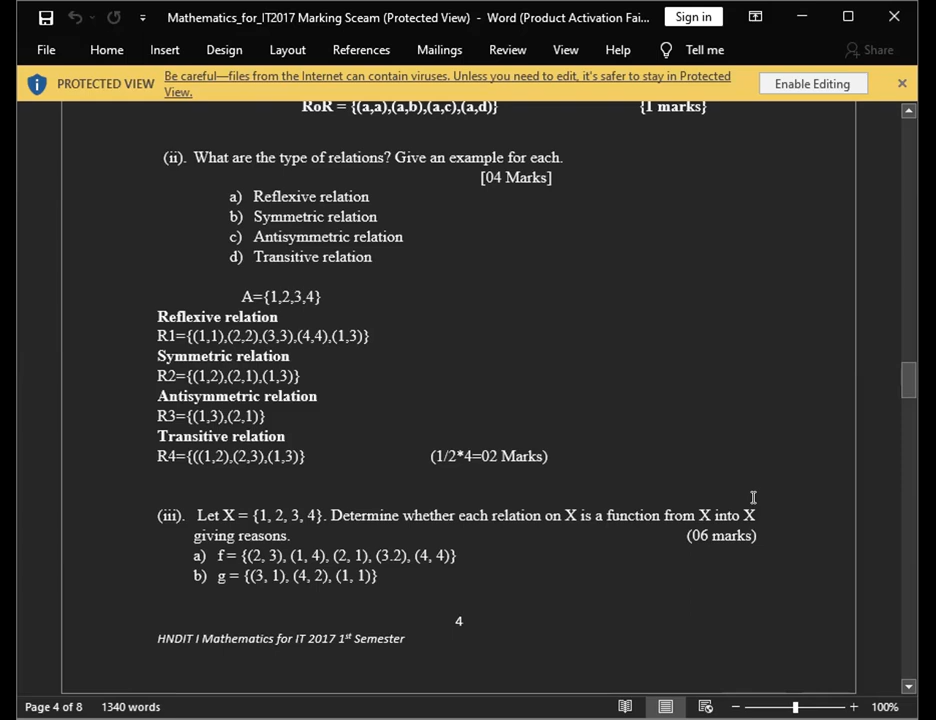 Mathematics_for_IT2017 Marking Sceam (Protected View) - Word (Product Activation Fai...
Sign in
File Home Insert Design Layout References Mailings Review View Help Tell me Share
PROTECTED VIEW Be careful—files from the Internet can contain viruses. Unless you need to edit, it's safer to stay in Protected
View.
Enable Editing
RoR = {(a,a),(a,b),(a,c),(a,d)} {1 marks}
(ii). What are the type of relations? Give an example for each.
[04 Marks]
a) Reflexive relation
b) Symmetric relation
c) Antisymmetric relation
d) Transitive relation
A={1,2,3,4}
Reflexive relation
R1={(1,1),(2,2),(3,3),(4,4),(1,3)}
Symmetric relation
R2={(1,2),(2,1),(1,3)}
Antisymmetric relation
R3={(1,3),(2,1)}
Transitive relation
R4={((1,2),(2,3),(1,3)} (1/2*4=02 Marks)
(iii). Let X = {1, 2, 3, 4}. Determine whether each relation on X is a function from X into X
giving reasons. (06 marks)
a) f = {(2, 3), (1, 4), (2, 1), (3.2), (4, 4)}
b) g = {(3, 1), (4, 2), (1, 1)}
4
HNDIT I Mathematics for IT 2017 1st Semester
Page 4 of 8 1340 words 100%